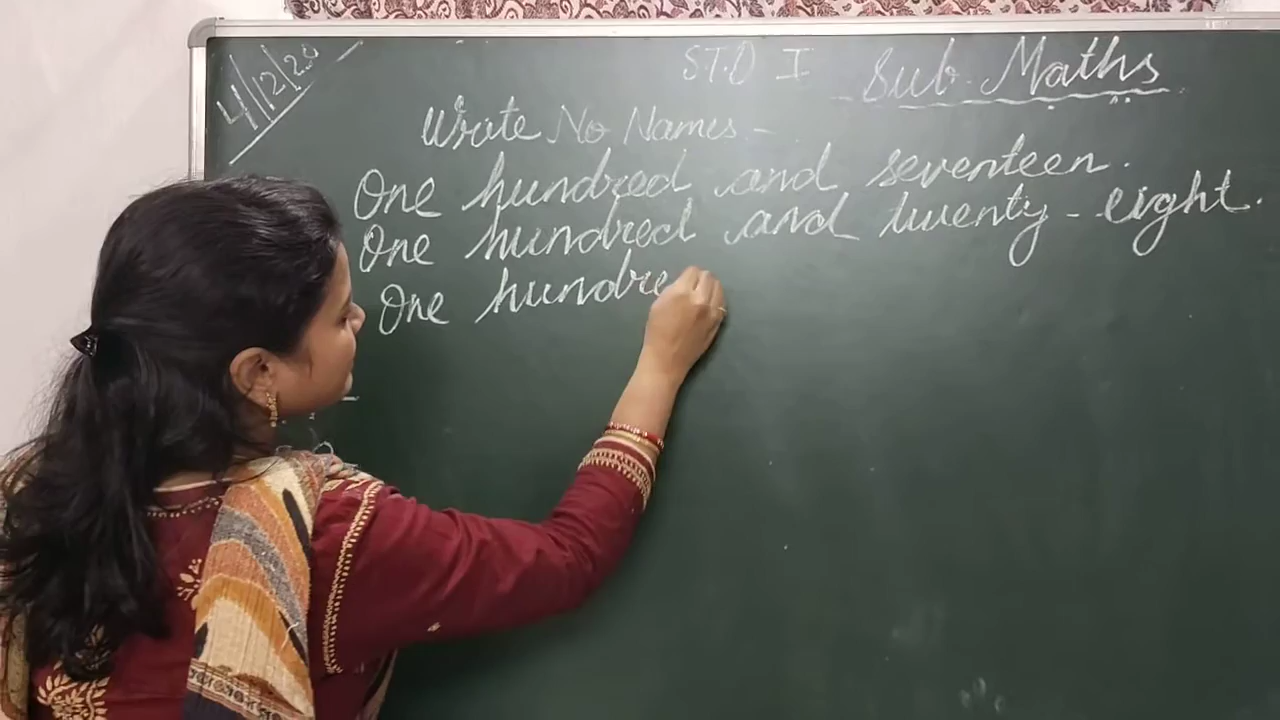 4/12/20
STD I Sub- Maths
Write No Names -
One hundred and seventeen.
One hundred and twenty-eight.
One hundre